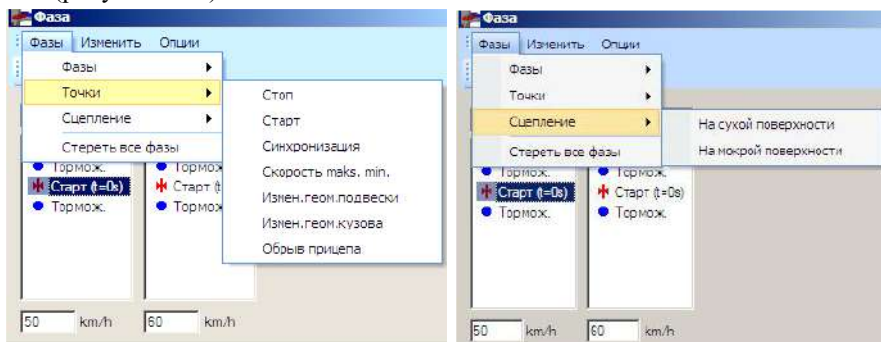 Фаза
Фазы Изменить Опции
Фазы
Точки
Сцепление
Стереть все фазы
Стоп
Старт
Синхронизация
Скорость maks. min.
Измен.геом.подвески
Измен.геом.кузова
Обрыв прицепа
Тормож. Тормож
Старт (t=0s) Старт (t
Тормож. Тормож
50 km/h 60 km/h
Фаза
Фазы Изменить Опции
Фазы
Точки
Сцепление
Стереть все фазы
На сухой поверхности
На мокрой поверхности
Тормож. Тормож.
Старт (t=0s) Старт (t=0s)
Тормож. Тормож.
50 km/h 60 km/h